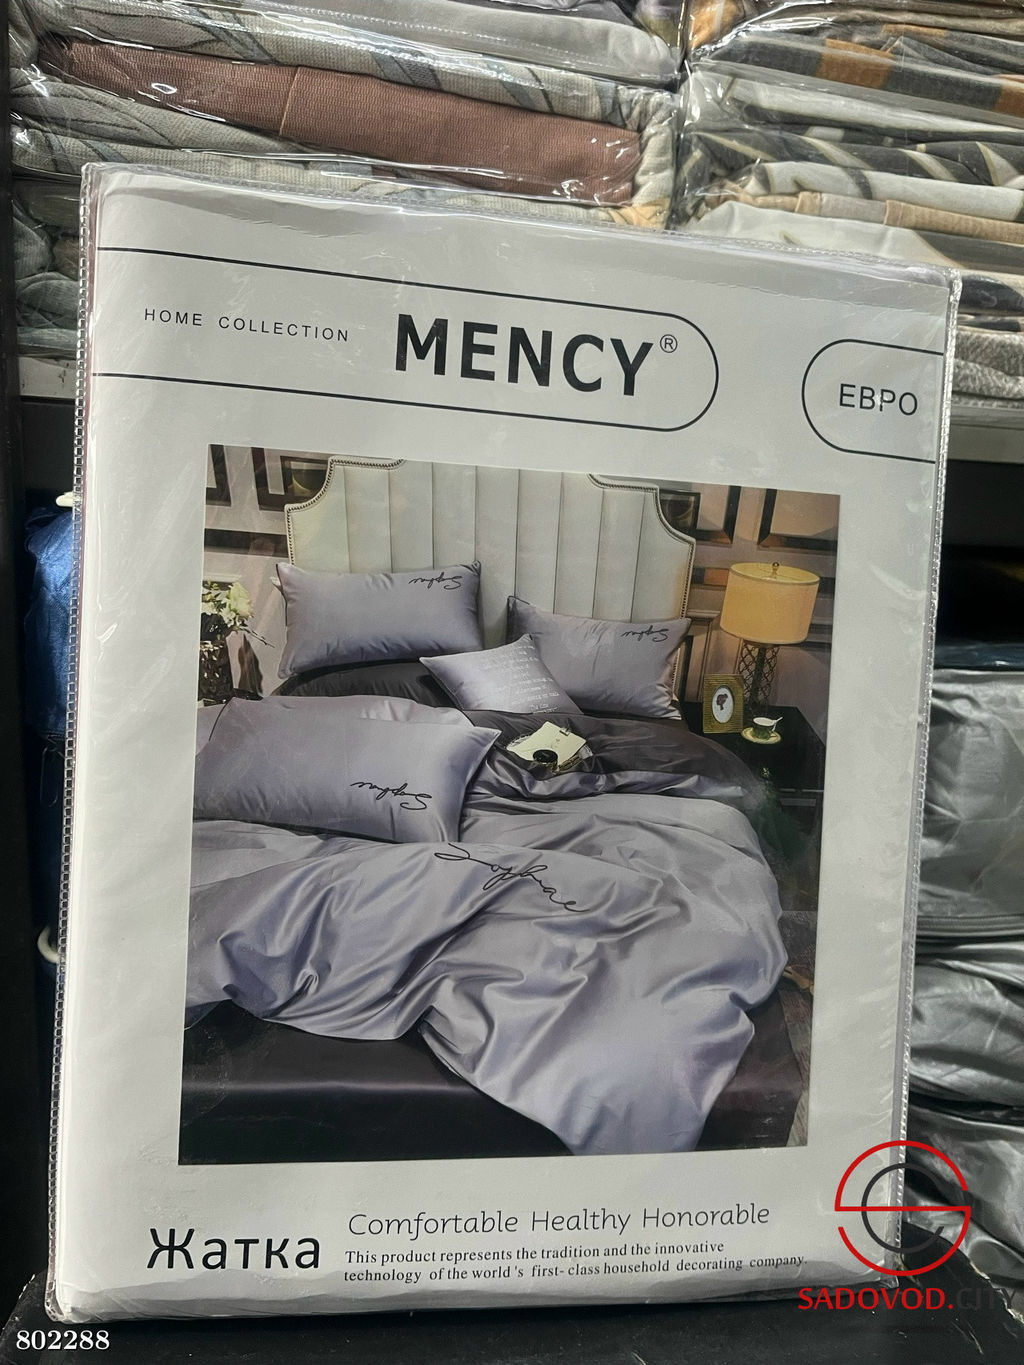 HOME COLLECTION
MENCY®
ЕВРО
Sophae
Жатка
Comfortable Healthy Honorable
This product represents the tradition and the innovative
technology of the world's first-class household decorating company.
SADOVOD.CITY
802288